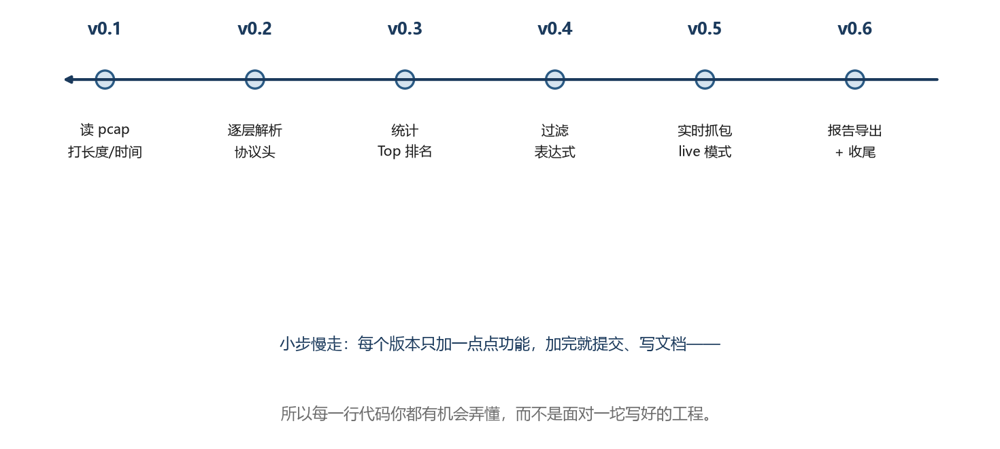 v0.1 v0.2 v0.3 v0.4 v0.5 v0.6
读 pcap
打长度/时间
逐层解析
协议头
统计
Top 排名
过滤
表达式
实时抓包
live 模式
报告导出
+ 收尾
小步慢走：每个版本只加一点点功能，加完就提交、写文档——
所以每一行代码你都有机会弄懂，而不是面对一坨写好的工程。